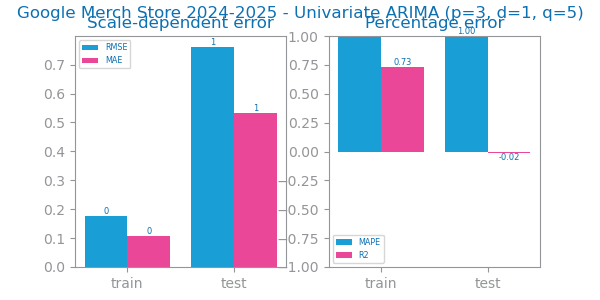 Google Merch Store 2024-2025 - Univariate ARIMA (p=3, d=1, q=5)
Scale-dependent error
Percentage error
RMSE
MAE
0.7
0.6
0.5
0.4
0.3
0.2
0.1
0.0
0
0
1
1
train
test
1.00
0.75
0.50
0.25
0.00
0.25
0.50
0.75
1.00
0.73
1.00
-0.02
MAPE
R2
train
test